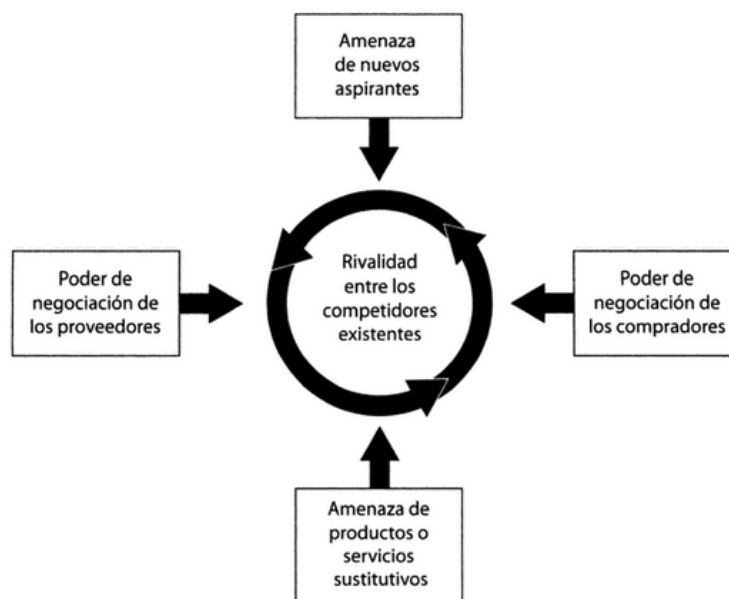 Amenaza
de nuevos
aspirantes
Poder de
negociación de
los proveedores
Rivalidad
entre los
competidores
existentes
Poder de
negociación de
los compradores
Amenaza de
productos o
servicios
sustitutivos